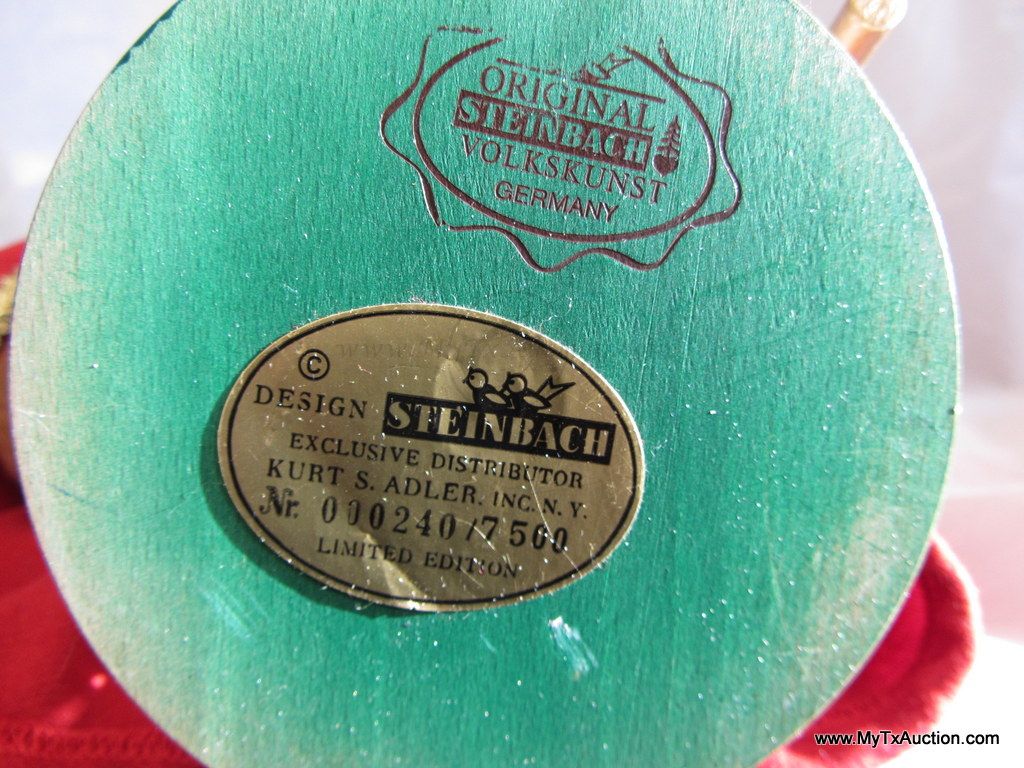 ORIGINAL
STEINBACH
VOLKSKUNST
GERMANY
©
DESIGN STEINBACH
EXCLUSIVE DISTRIBUTOR
KURT S. ADLER, INC. N. Y.
Nr. 000240/7500
LIMITED EDITION
www.MyTxAuction.com